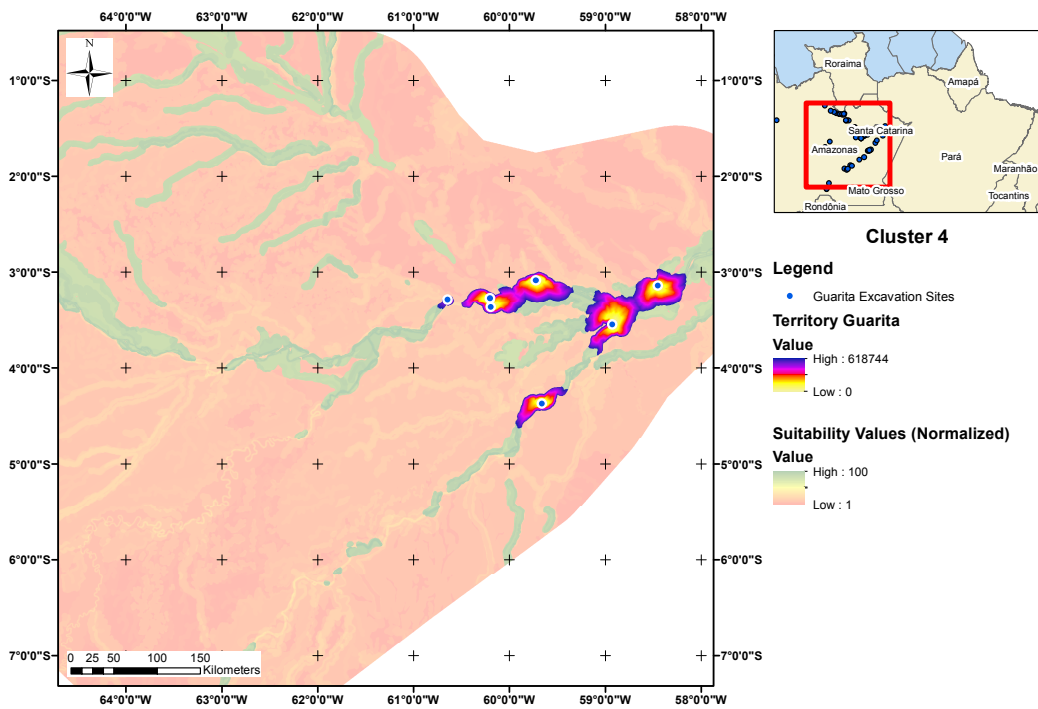 64°0'0"W 63°0'0"W 62°0'0"W 61°0'0"W 60°0'0"W 59°0'0"W 58°0'0"W
N
1°0'0"S 1°0'0"S
2°0'0"S 2°0'0"S
3°0'0"S 3°0'0"S
4°0'0"S 4°0'0"S
5°0'0"S 5°0'0"S
6°0'0"S 6°0'0"S
7°0'0"S 7°0'0"S
0 25 50 100 150
Kilometers
64°0'0"W 63°0'0"W 62°0'0"W 61°0'0"W 60°0'0"W 59°0'0"W 58°0'0"W
Roraima
Amapá
Santa Catarina
Amazonas
Pará
Maranhão
Mato Grosso
Tocantins
Rondônia
Cluster 4
Legend
Guarita Excavation Sites
Territory Guarita
Value
High : 618744
Low : 0
Suitability Values (Normalized)
Value
High : 100
Low : 1